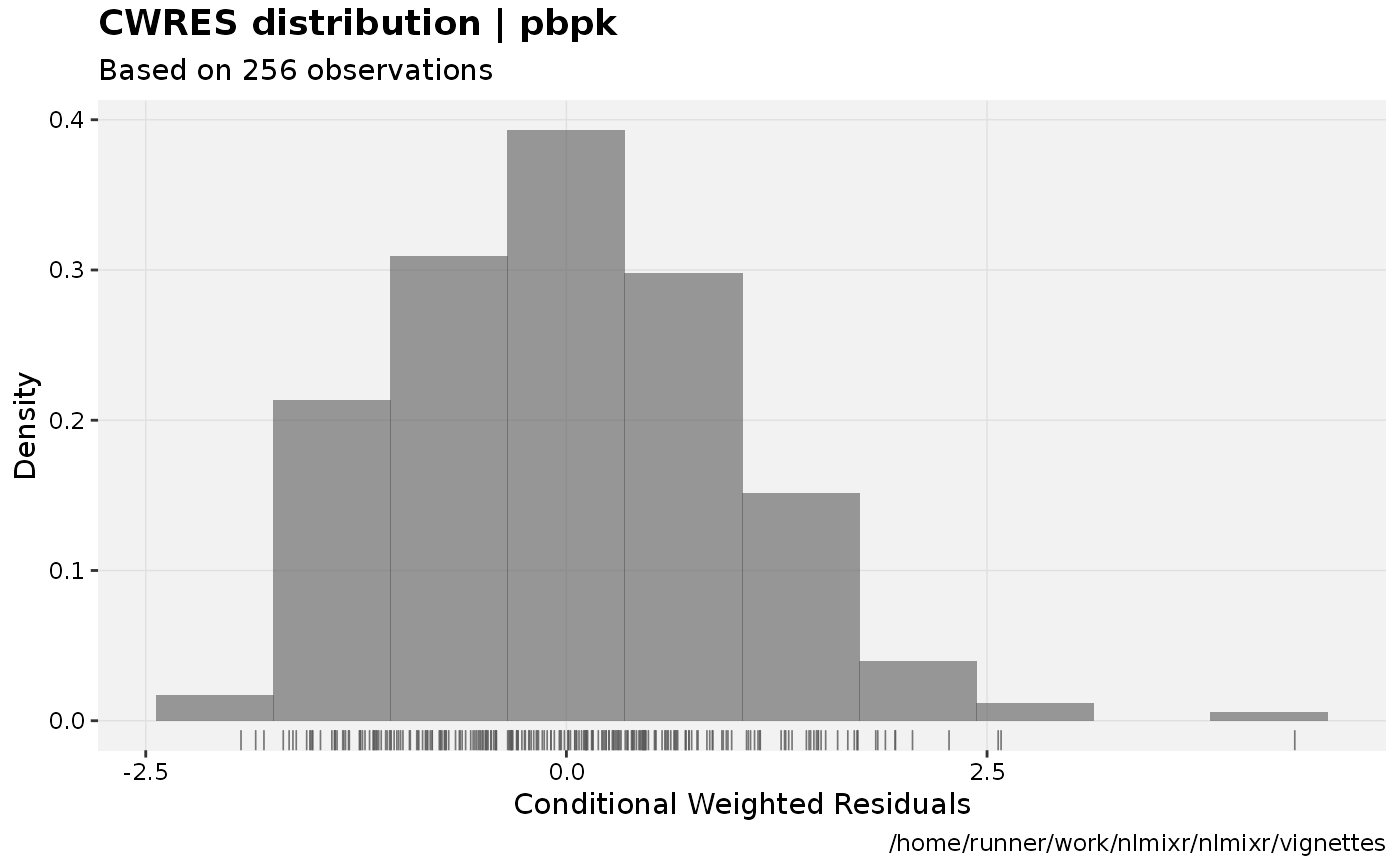 CWRES distribution | pbpk
Based on 256 observations
0.4
0.3
0.2
0.1
0.0
Density
-2.5
0.0
2.5
Conditional Weighted Residuals
/home/runner/work/nlmixr/nlmixr/vignettes